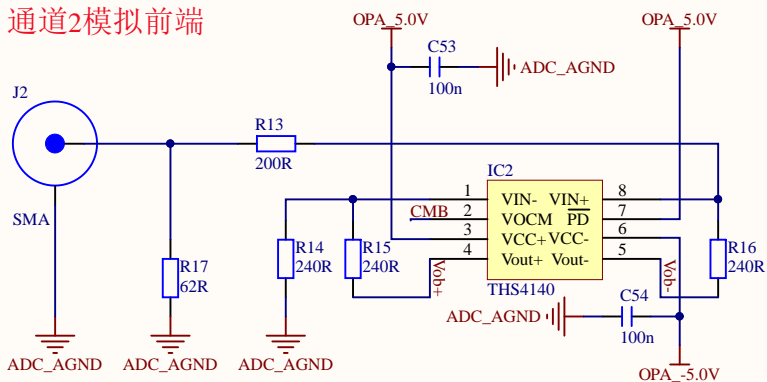 通道2模拟前端
OPA_5.0V
OPA_5.0V
C53
ADC_AGND
100n
J2
R13
200R
SMA
IC2
1 VIN- VIN+ 8
CMB 2 VOCM PD 7
3 VCC+ VCC- 6
4 Vout+ Vout- 5
THS4140
R14
240R
R15
240R
Vob+
Vob-
R16
240R
R17
62R
C54
ADC_AGND
100n
ADC_AGND
ADC_AGND
ADC_AGND
OPA_-5.0V